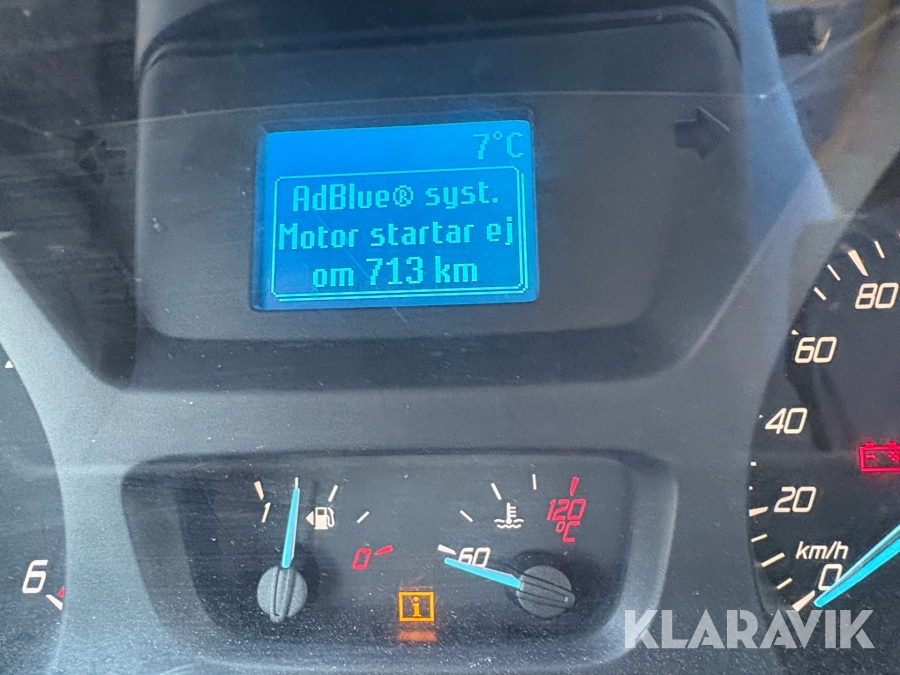 7°C
AdBlue® syst.
Motor startar ej
om 713 km
80
60
40
20
km/h
0
1
0
60
120
°C
6
i
KLARAVIK